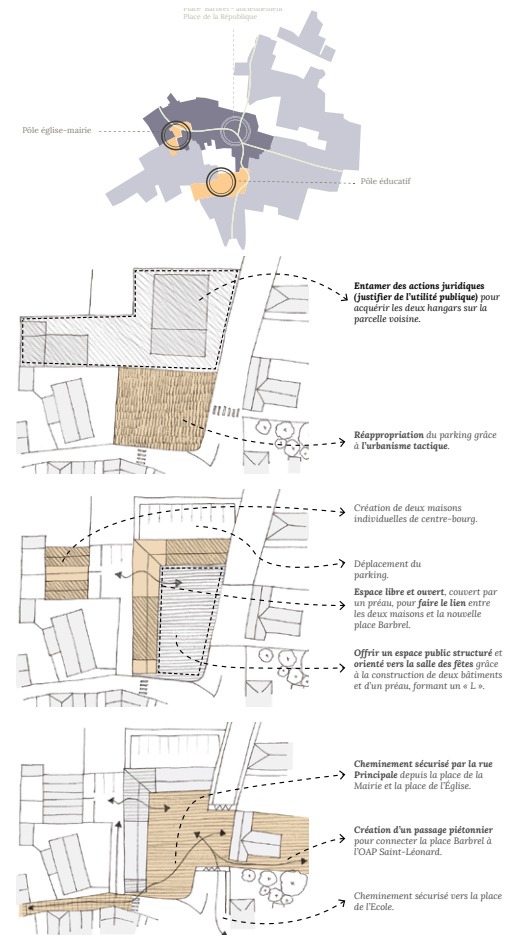 Place de la République
Pôle église-mairie
Pôle éducatif
Entamer des actions juridiques
(justifier de l'utilité publique) pour
acquérir les deux hangars sur la
parcelle voisine.
Réappropriation du parking grâce
à l'urbanisme tactique.
Création de deux maisons
individuelles de centre-bourg.
Déplacement du
parking.
Espace libre et ouvert, couvert par
un préau, pour faire le lien entre
les deux maisons et la nouvelle
place Barbrel.
Offrir un espace public structuré et
orienté vers la salle des fêtes grâce
à la construction de deux bâtiments
et d'un préau, formant un « L ».
Cheminement sécurisé par la rue
Principale depuis la place de la
Mairie et la place de l'Église.
Création d'un passage piétonnier
pour connecter la place Barbrel à
l'OAP Saint-Léonard.
Cheminement sécurisé vers la place
de l'Ecole.